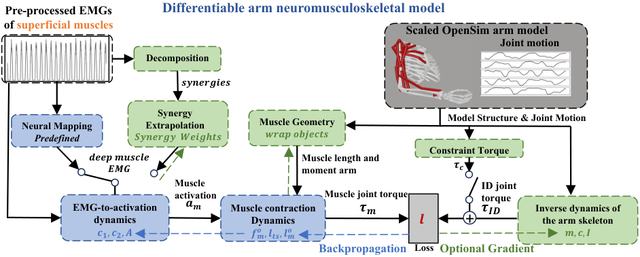 Differentiable arm neuromusculoskeletal model
Pre-processed EMGs
of superficial muscles
Decomposition
synergies
Scaled OpenSim arm model
Joint motion
Model Structure & Joint Motion
Neural Mapping
Predefined
Synergy
Extrapolation
Synergy Weights
Muscle Geometry
wrap objects
Constraint Torque
τc
deep muscle
EMG
Muscle length and
moment arm
ID joint
torque
τID
EMG-to-activation
dynamics
c1, c2, A
Muscle
activation
am
Muscle contraction
Dynamics
fmo, lts, lmo
Muscle joint torque
τm
l
Loss
+
Inverse dynamics of
the arm skeleton
m, c, I
Backpropagation
Optional Gradient